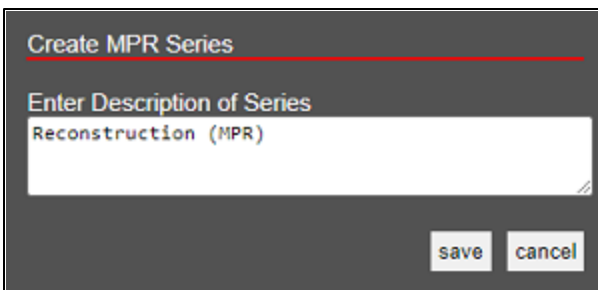 Create MPR Series
Enter Description of Series
Reconstruction (MPR)
save cancel